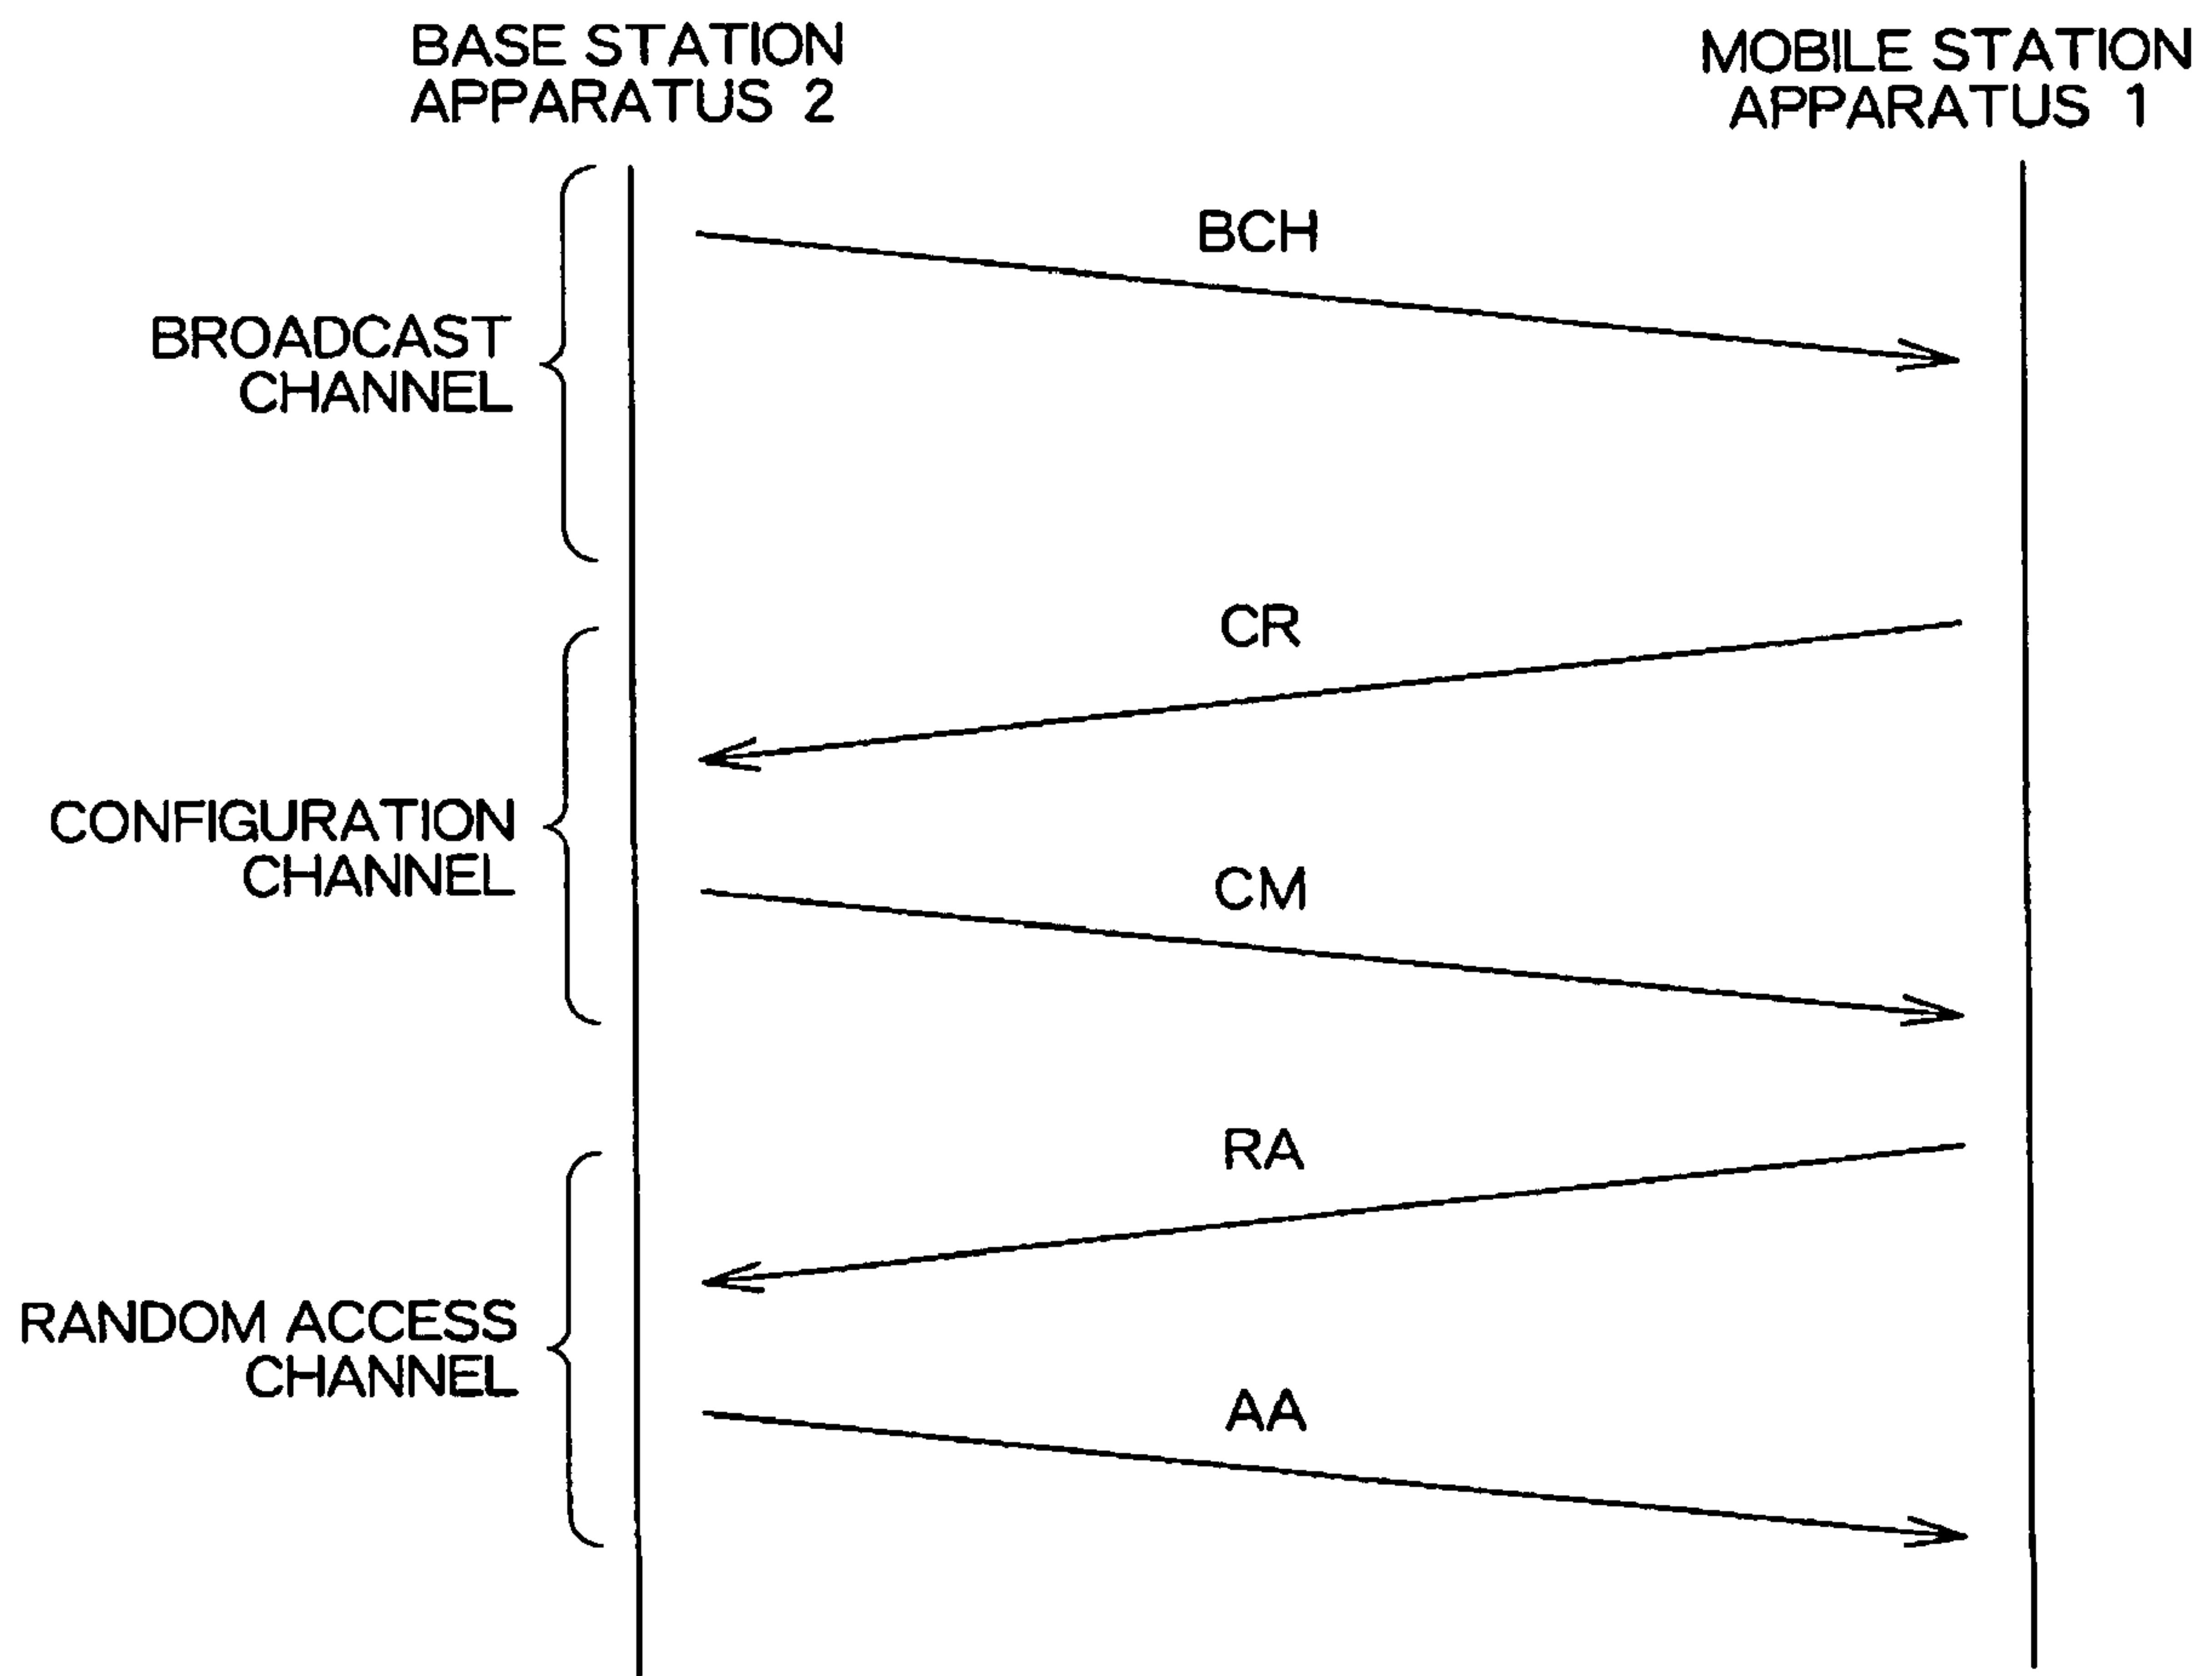 BASE STATION
APPARATUS 2
MOBILE STATION
APPARATUS 1
BCH
BROADCAST
CHANNEL
CR
CONFIGURATION
CHANNEL
CM
RA
RANDOM ACCESS
CHANNEL
AA